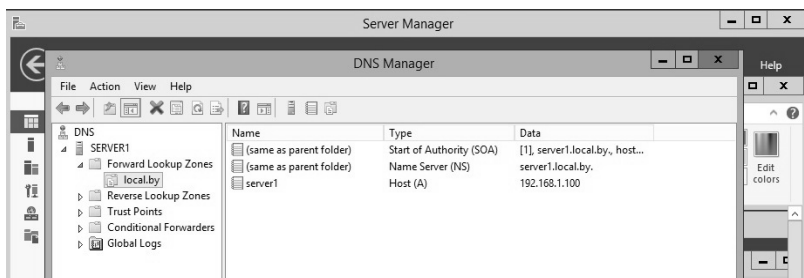 Server Manager
DNS Manager
Help
File Action View Help
DNS
SERVER1
Forward Lookup Zones
local.by
Reverse Lookup Zones
Trust Points
Conditional Forwarders
Global Logs
Name Type Data
(same as parent folder) Start of Authority (SOA) [1], server1.local.by., host...
(same as parent folder) Name Server (NS) server1.local.by.
server1 Host (A) 192.168.1.100
Edit
colors